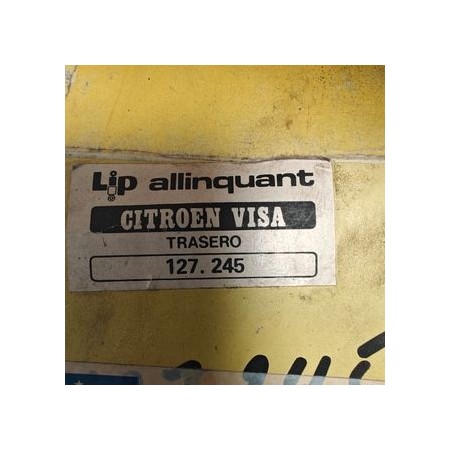 Lip allinquant
CITROEN VISA
TRASERO
127.245